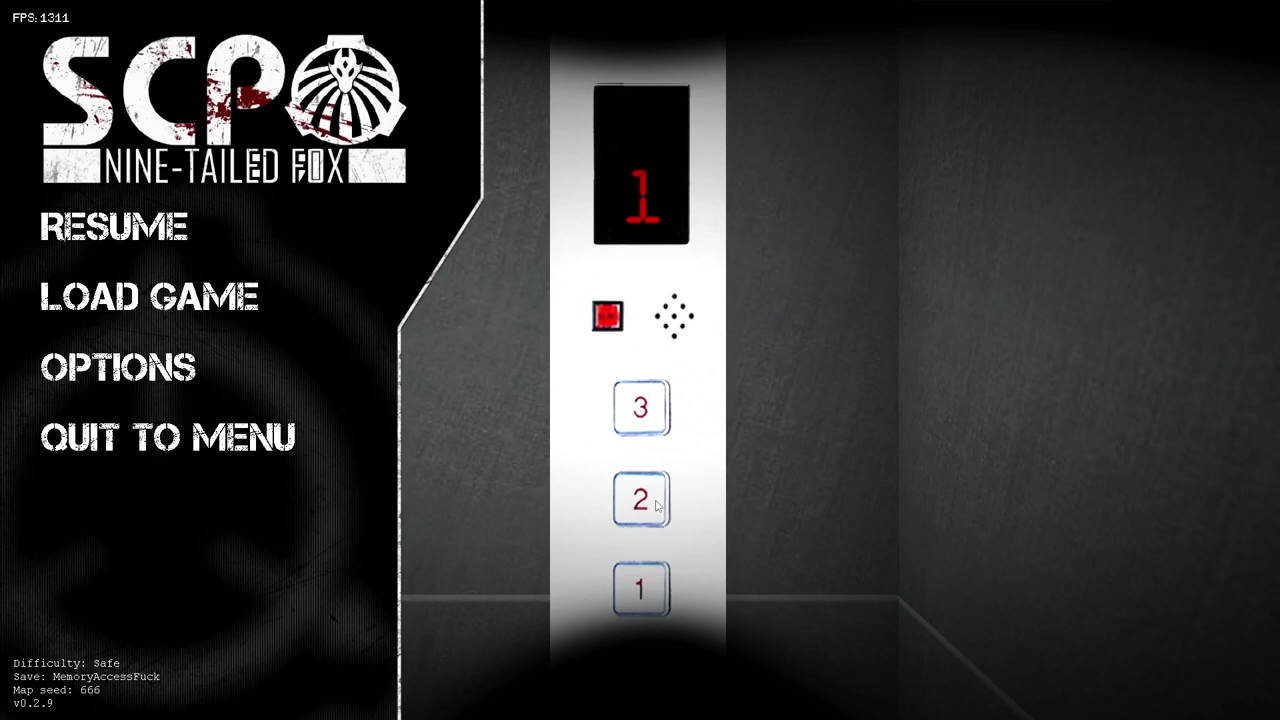 FPS: 1311
SCP
NINE-TAILED FOX
RESUME
LOAD GAME
OPTIONS
QUIT TO MENU
1
3
2
1
Difficulty: Safe
Save: MemoryAccessFuck
Map seed: 666
v0.2.9